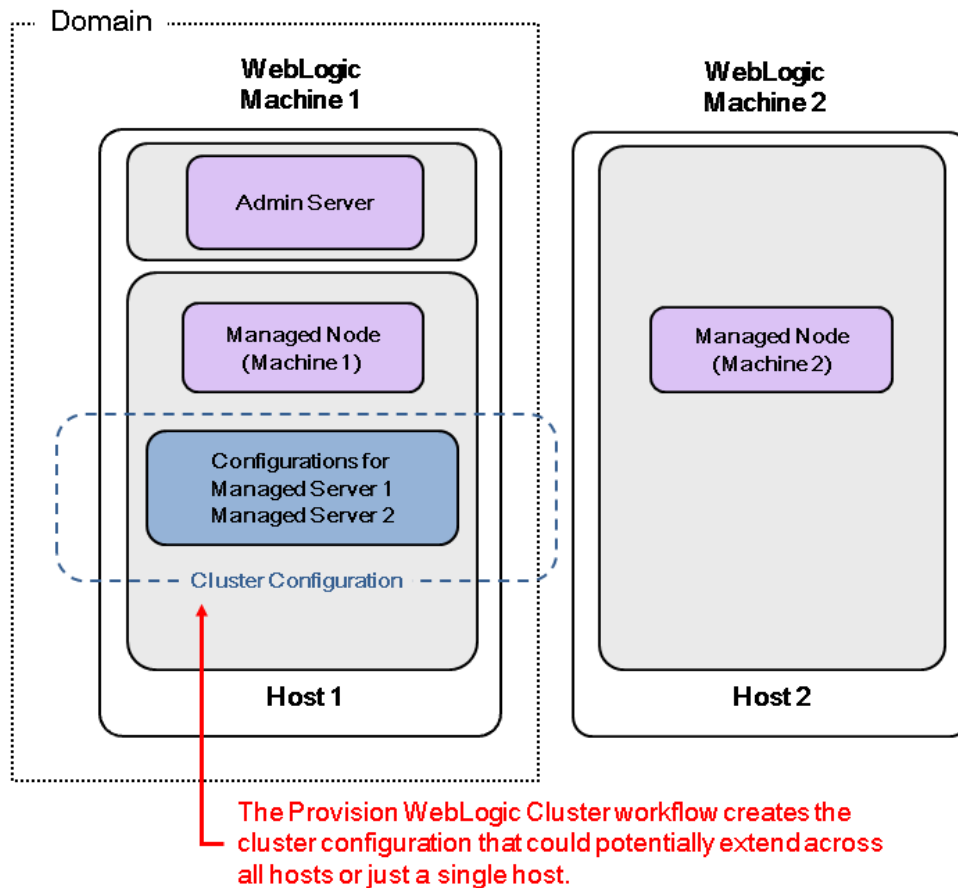 Domain
WebLogic
Machine 1
WebLogic
Machine 2
Admin Server
Managed Node
(Machine 1)
Managed Node
(Machine 2)
Configurations for
Managed Server 1
Managed Server 2
Cluster Configuration
Host 1
Host 2
The Provision WebLogic Cluster workflow creates the
cluster configuration that could potentially extend across
all hosts or just a single host.